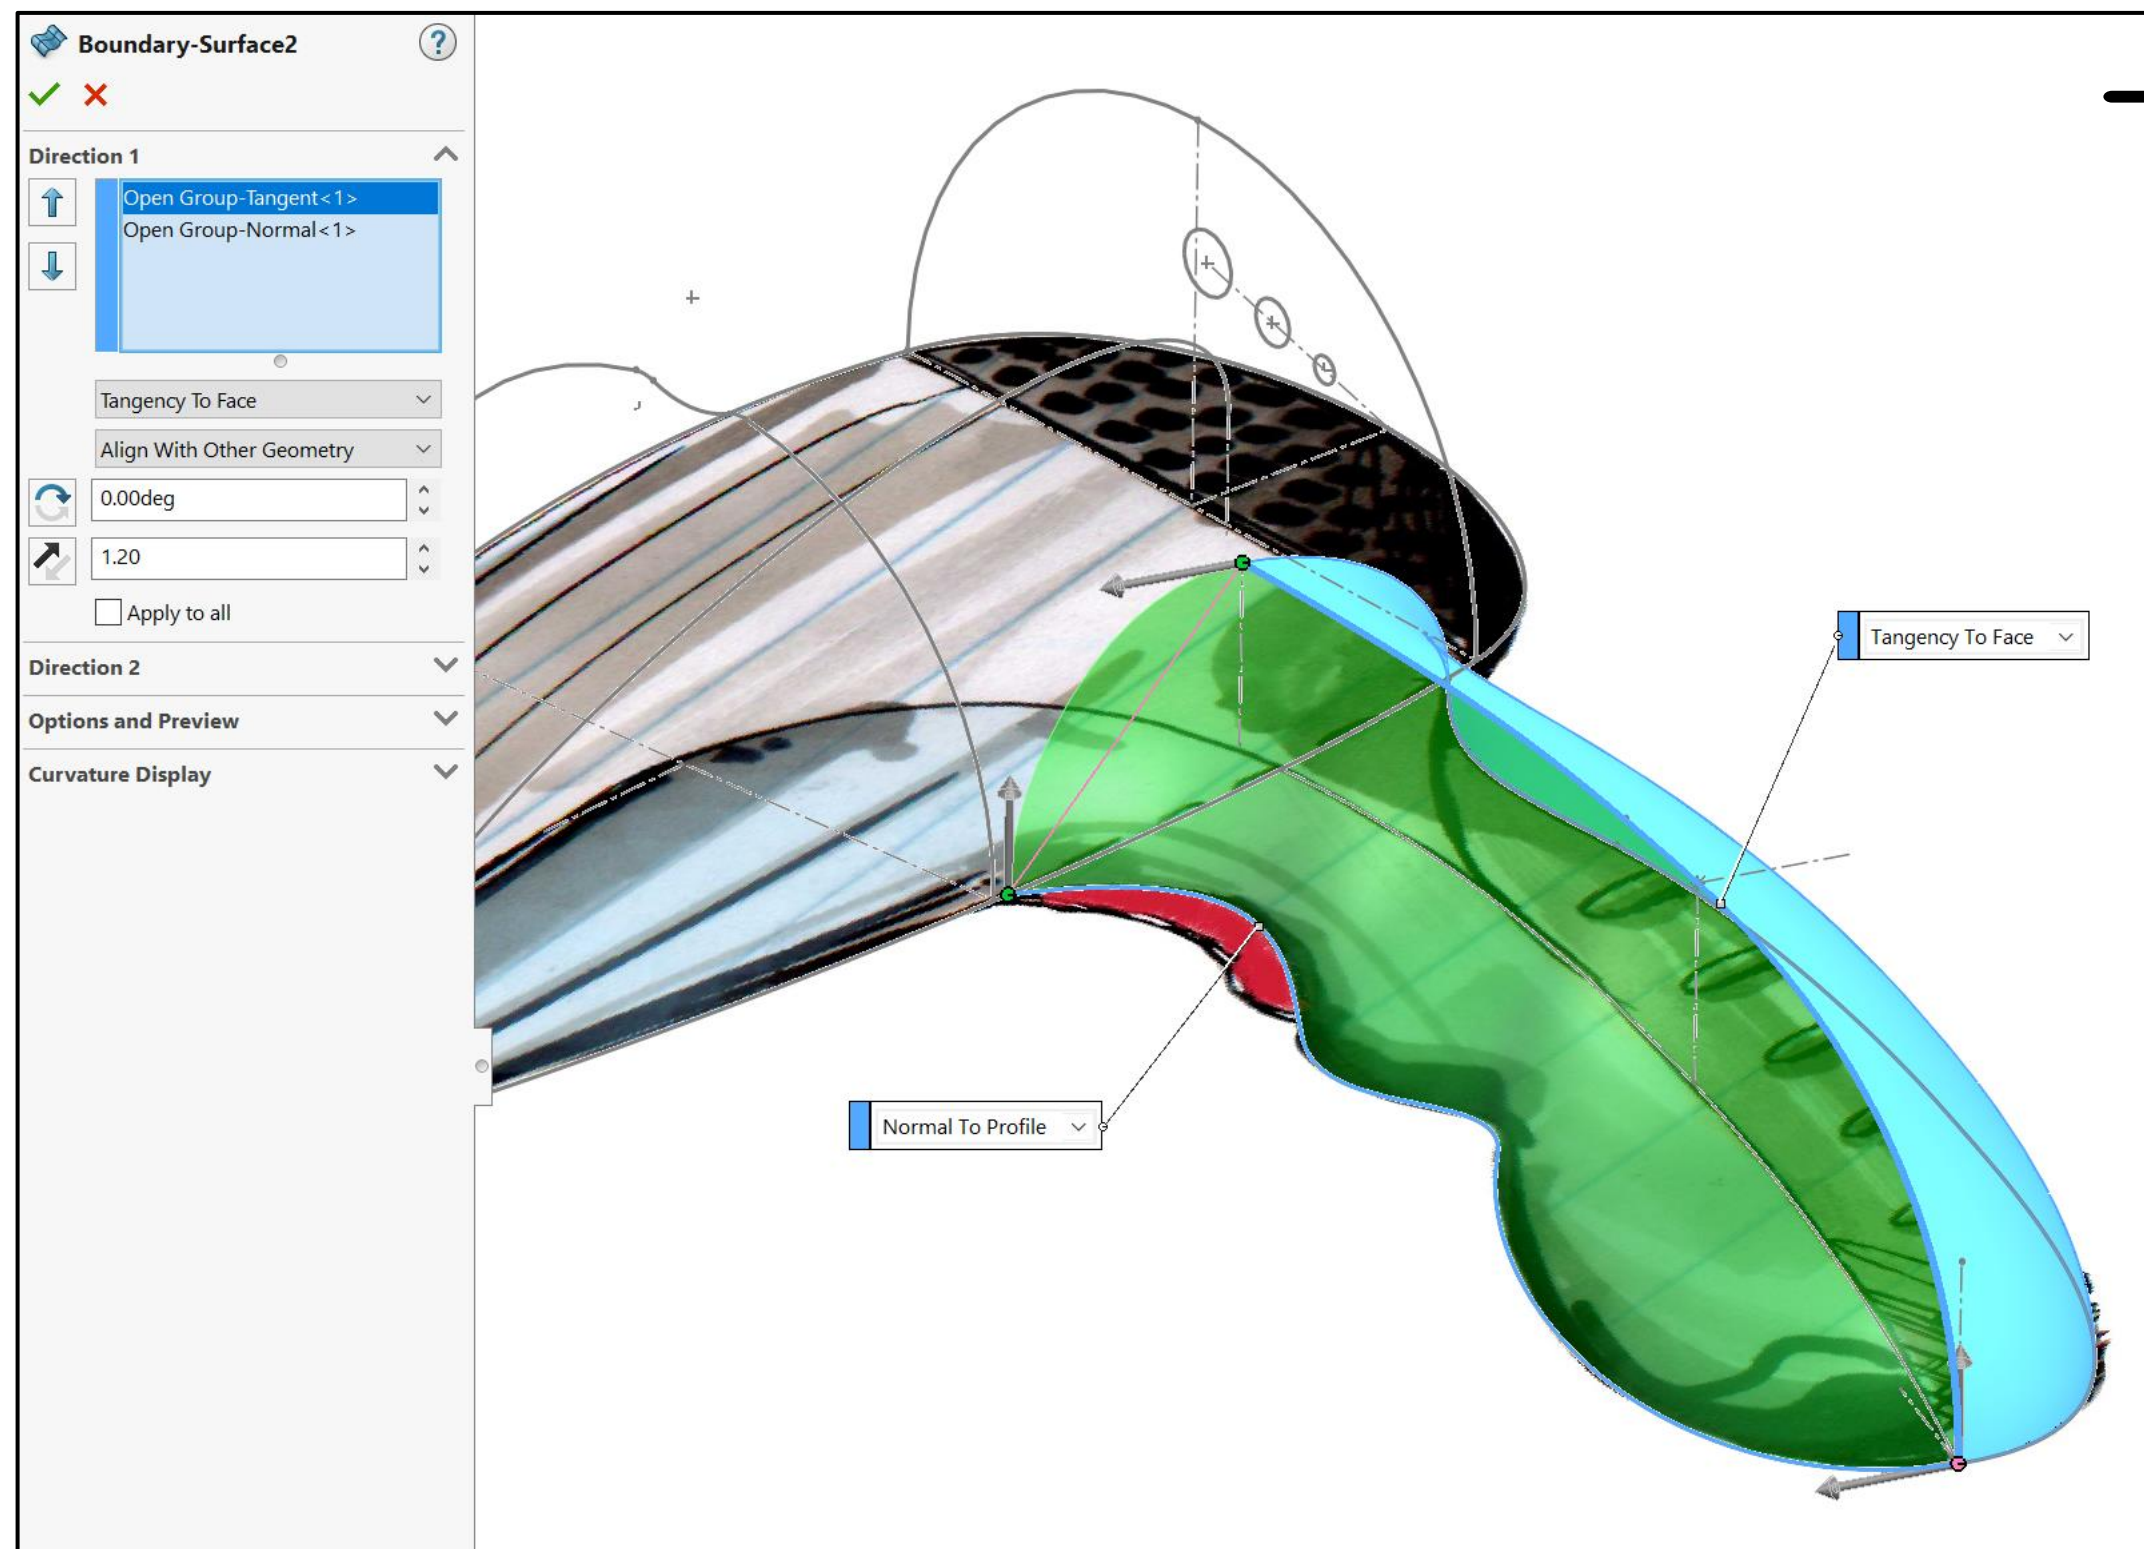 Boundary-Surface2
?
Direction 1
Open Group-Tangent<1>
Open Group-Normal<1>
Tangency To Face
Align With Other Geometry
0.00deg
1.20
Apply to all
Direction 2
Options and Preview
Curvature Display
Tangency To Face
Normal To Profile